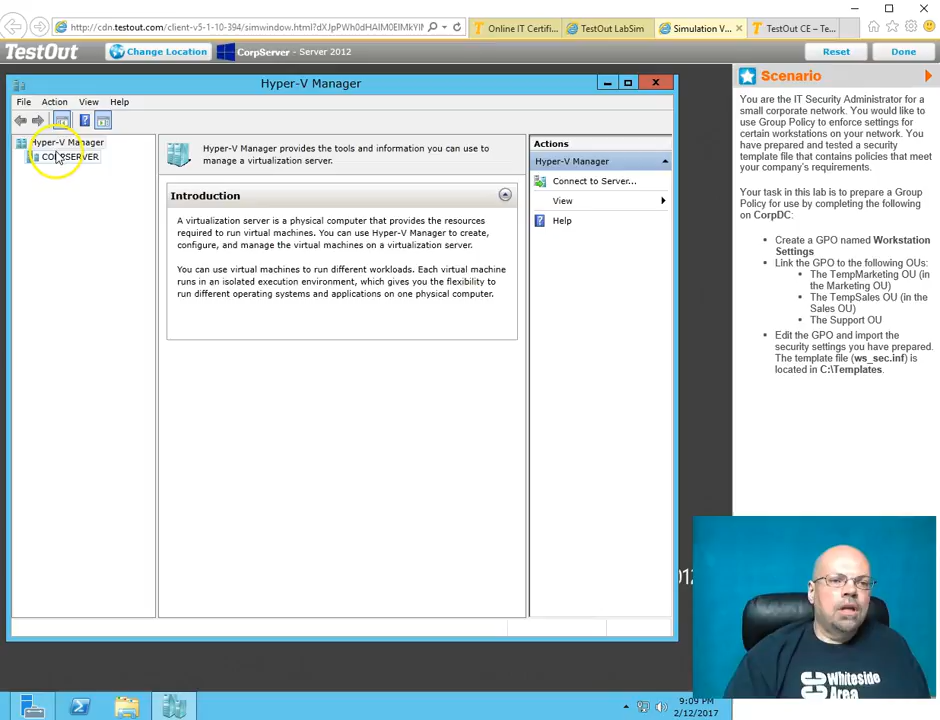 http://cdn.testout.com/client-v5-1-10-394/simwindow.html?
Online IT Certifi...
TestOut LabSim
Simulation V...
TestOut CE – Te...
TestOut
Change Location
CorpServer - Server 2012
Reset
Done
Hyper-V Manager
File Action View Help
Hyper-V Manager
CORPSERVER
Hyper-V Manager provides the tools and information you can use to
manage a virtualization server.
Introduction
A virtualization server is a physical computer that provides the resources
required to run virtual machines. You can use Hyper-V Manager to create,
configure, and manage the virtual machines on a virtualization server.
You can use virtual machines to run different workloads. Each virtual machine
runs in an isolated execution environment, which gives you the flexibility to
run different operating systems and applications on one physical computer.
Actions
Hyper-V Manager
Connect to Server...
View
Help
Scenario
You are the IT Security Administrator for a
small corporate network. You would like to
use Group Policy to enforce settings for
certain workstations on your network. You
have prepared and tested a security
template file that contains policies that meet
your company's requirements.
Your task in this lab is to prepare a Group
Policy for use by completing the following
on CorpDC:
• Create a GPO named Workstation
Settings
• Link the GPO to the following OUs:
• The TempMarketing OU (in
the Marketing OU)
• The TempSales OU (in the
Sales OU)
• The Support OU
• Edit the GPO and import the
security settings you have prepared.
The template file (ws_sec.inf) is
located in C:\Templates.
012
Whiteside
Area
9:09 PM
2/12/2017